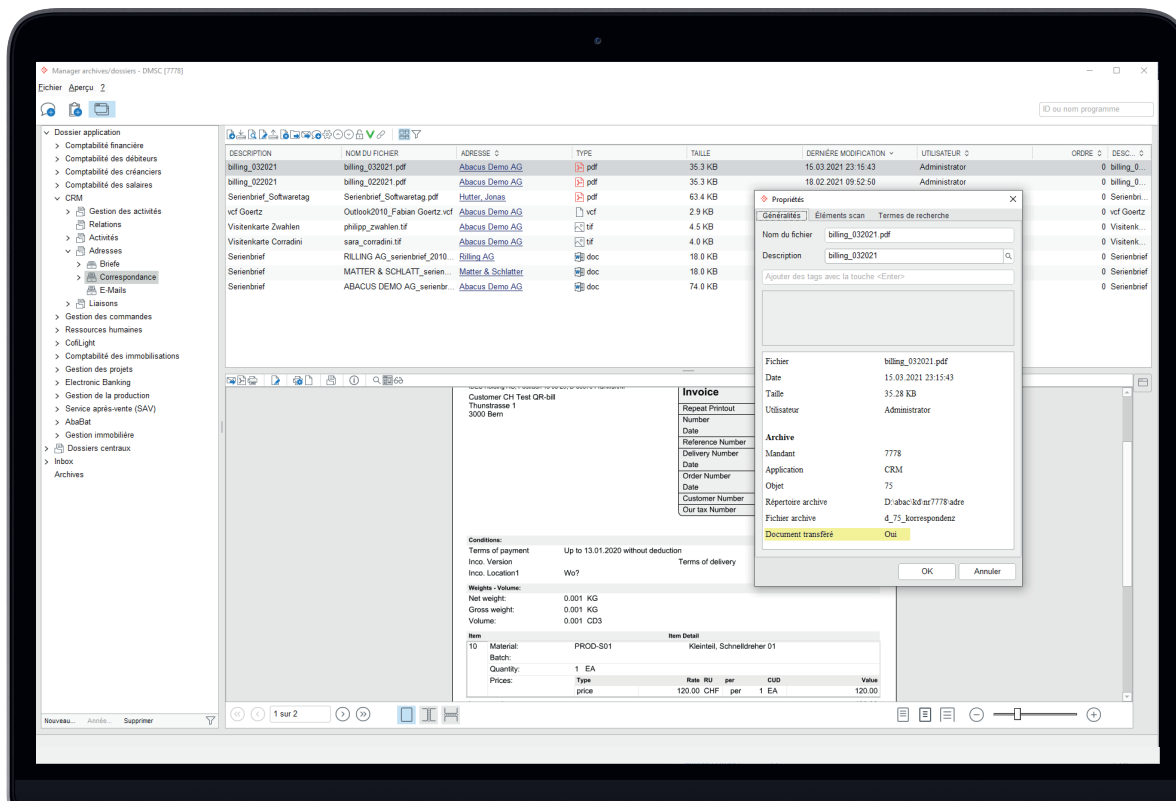 Manager archives/dossiers - DMSC [7778]
Fichier Aperçu ?
ID ou nom programme
Dossier application
Comptabilité financière
Comptabilité des débiteurs
Comptabilité des créanciers
Comptabilité des salaires
CRM
Gestion des activités
Relations
Activités
Adresses
Briefe
Correspondance
E-Mails
Liaisons
Gestion des commandes
Ressources humaines
CofiLight
Comptabilité des immobilisations
Gestion des projets
Electronic Banking
Gestion de la production
Service après-vente (SAV)
AbaBat
Gestion immobilière
Dossiers centraux
Inbox
Archives
Nouveau... Année... Supprimer
DESCRIPTION NOM DU FICHIER ADRESSE TYPE TAILLE DERNIÈRE MODIFICATION UTILISATEUR ORDRE DESC...
billing_032021 billing_032021.pdf Abacus Demo AG pdf 35.3 KB 15.03.2021 23:15:43 Administrator 0 billing_0...
billing_022021 billing_022021.pdf Abacus Demo AG pdf 35.3 KB 18.02.2021 09:52:50 Administrator 0 billing_0...
Serienbrief_Softwaretag Serienbrief_Softwaretag.pdf Hutter, Jonas pdf 63.4 KB 0 Serienbri...
vcf Goertz Outlook2010_Fabian Goertz.vcf Abacus Demo AG vcf 2.9 KB 0 vcf Goertz
Visitenkarte Zwahlen philipp_zwahlen.tif Abacus Demo AG tif 4.5 KB 0 Visitenk...
Visitenkarte Corradini sara_corradini.tif Abacus Demo AG tif 4.0 KB 0 Visitenk...
Serienbrief RILLING AG_serienbrief_2010... Rilling AG doc 18.0 KB 0 Serienbrief
Serienbrief MATTER & SCHLATT_serien... Matter & Schlatter doc 18.0 KB 0 Serienbrief
Serienbrief ABACUS DEMO AG_serienbr... Abacus Demo AG doc 74.0 KB 0 Serienbrief
Propriétés
Généralités Éléments scan Termes de recherche
Nom du fichier billing_032021.pdf
Description billing_032021
Ajouter des tags avec la touche <Enter>
Fichier billing_032021.pdf
Date 15.03.2021 23:15:43
Taille 35.28 KB
Utilisateur Administrator
Archive
Mandant 7778
Application CRM
Objet 75
Répertoire archive D:\abac\kd\nr7778\adre
Fichier archive d_75_korrespondenz
Document transféré Oui
OK Annuler
Customer CH Test QR-bill
Thunstrasse 1
3000 Bern
Invoice
Repeat Printout
Number
Date
Reference Number
Delivery Number
Date
Order Number
Date
Customer Number
Our tax Number
Conditions:
Terms of payment Up to 13.01.2020 without deduction
Inco. Version Terms of delivery
Inco. Location1 Wo?
Weights - Volume:
Net weight: 0.001 KG
Gross weight: 0.001 KG
Volume: 0.001 CD3
Item Item Detail
10 Material: PROD-S01 Kleinteil, Schnelldreher 01
Batch:
Quantity: 1 EA
Prices: Type Rate RU per CUD Value
price 120.00 CHF per 1 EA 120.00
1 sur 2